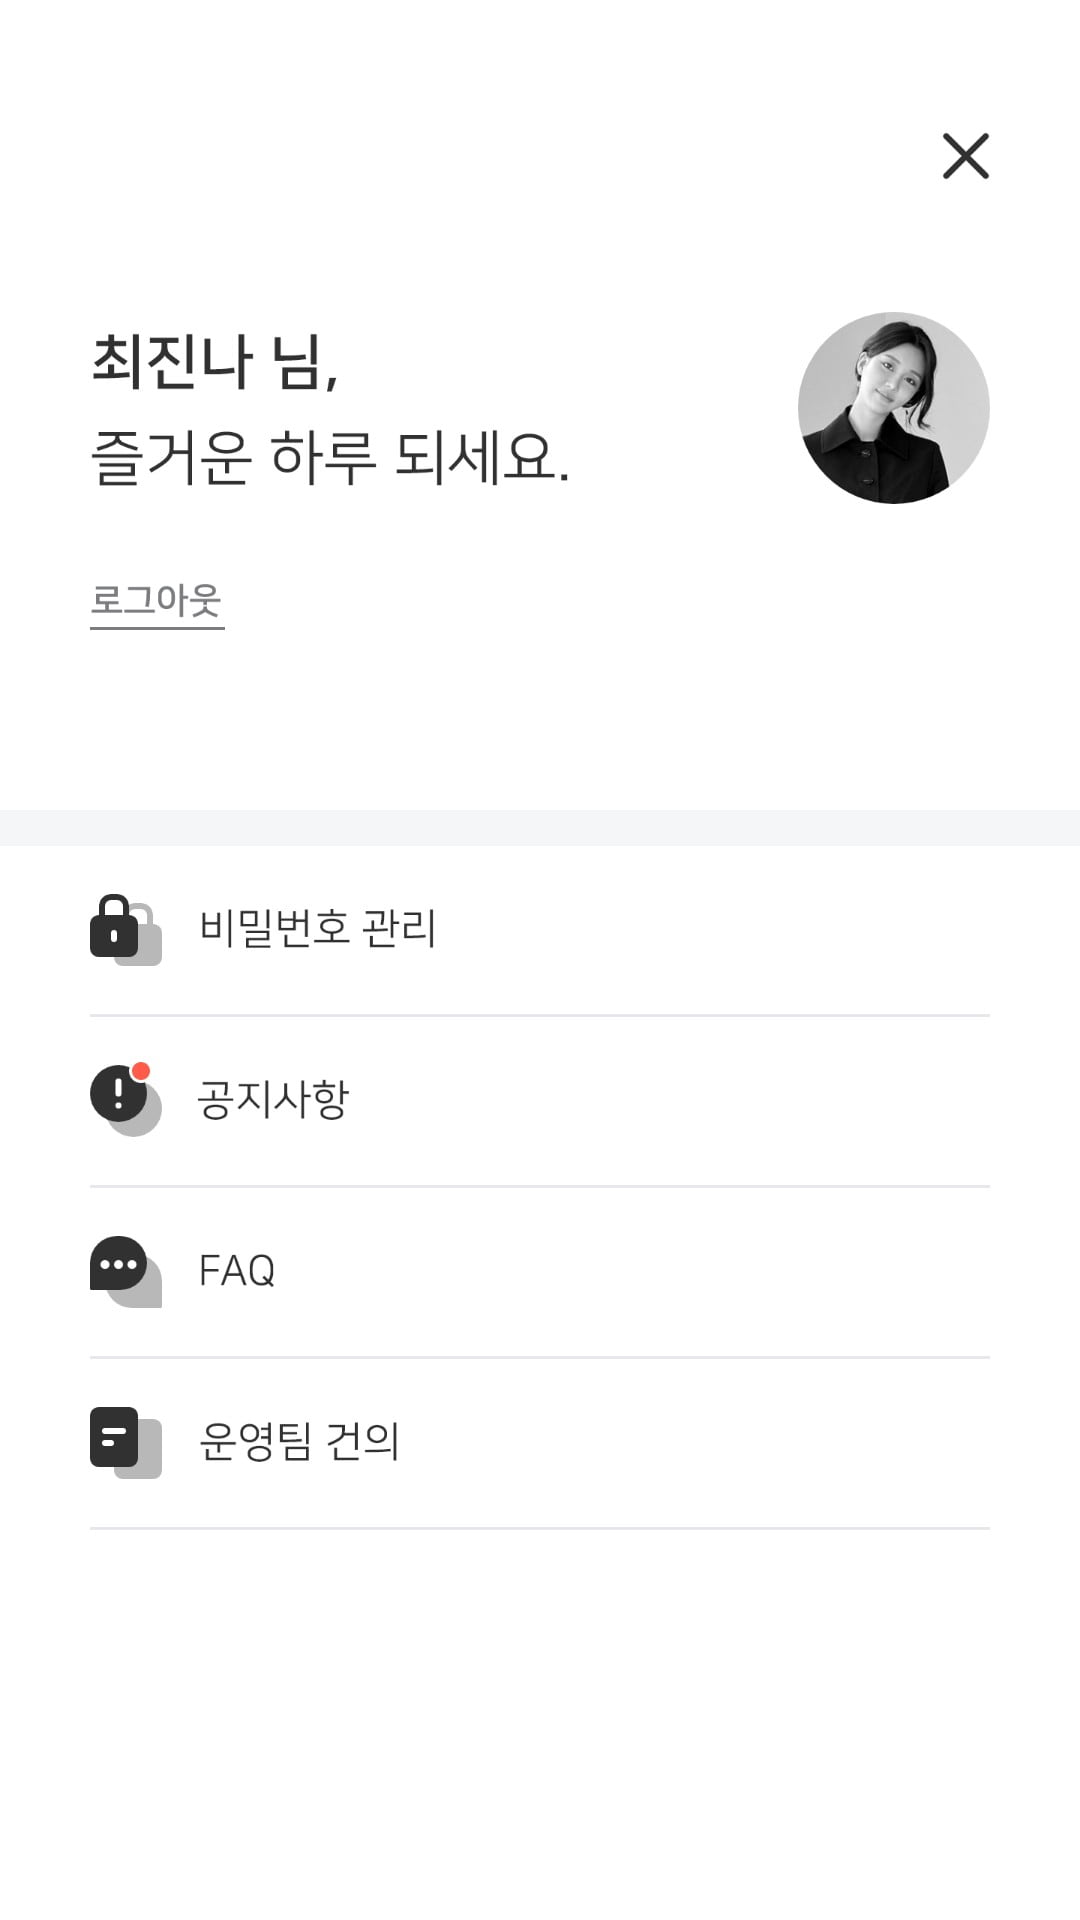 최진나 님,
즐거운 하루 되세요.
로그아웃
비밀번호 관리
공지사항
FAQ
운영팀 건의